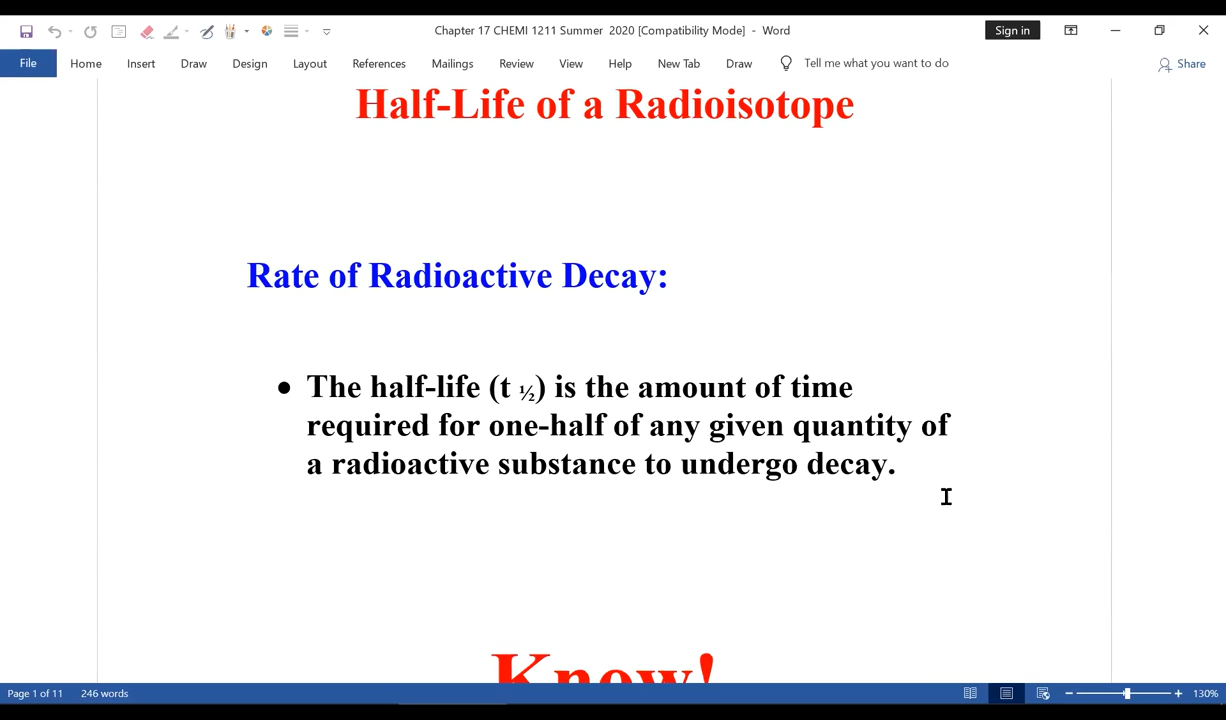 Chapter 17 CHEMI 1211 Summer 2020 [Compatibility Mode] - Word
Sign in
File Home Insert Draw Design Layout References Mailings Review View Help New Tab Draw Tell me what you want to do Share
Half-Life of a Radioisotope
Rate of Radioactive Decay:
● The half-life (t ½) is the amount of time
required for one-half of any given quantity of
a radioactive substance to undergo decay.
Know!
Page 1 of 11 246 words 130%